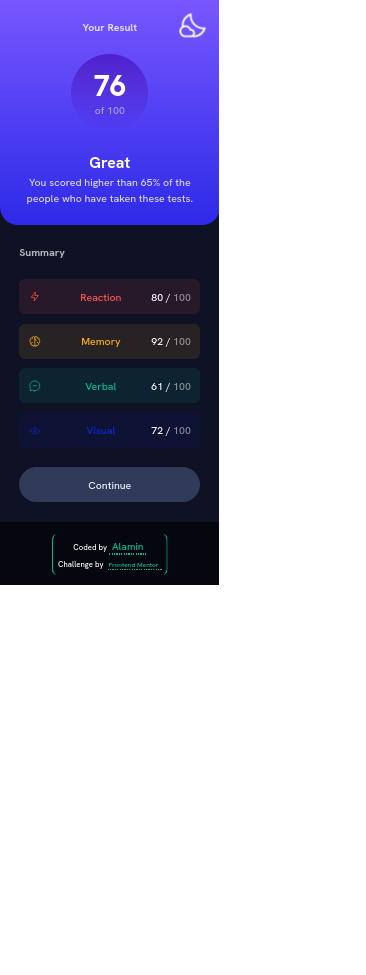 Your Result
76
of 100
Great
You scored higher than 65% of the
people who have taken these tests.
Summary
Reaction 80 / 100
Memory 92 / 100
Verbal 61 / 100
Visual 72 / 100
Continue
Coded by Alamin
Challenge by Frontend Mentor